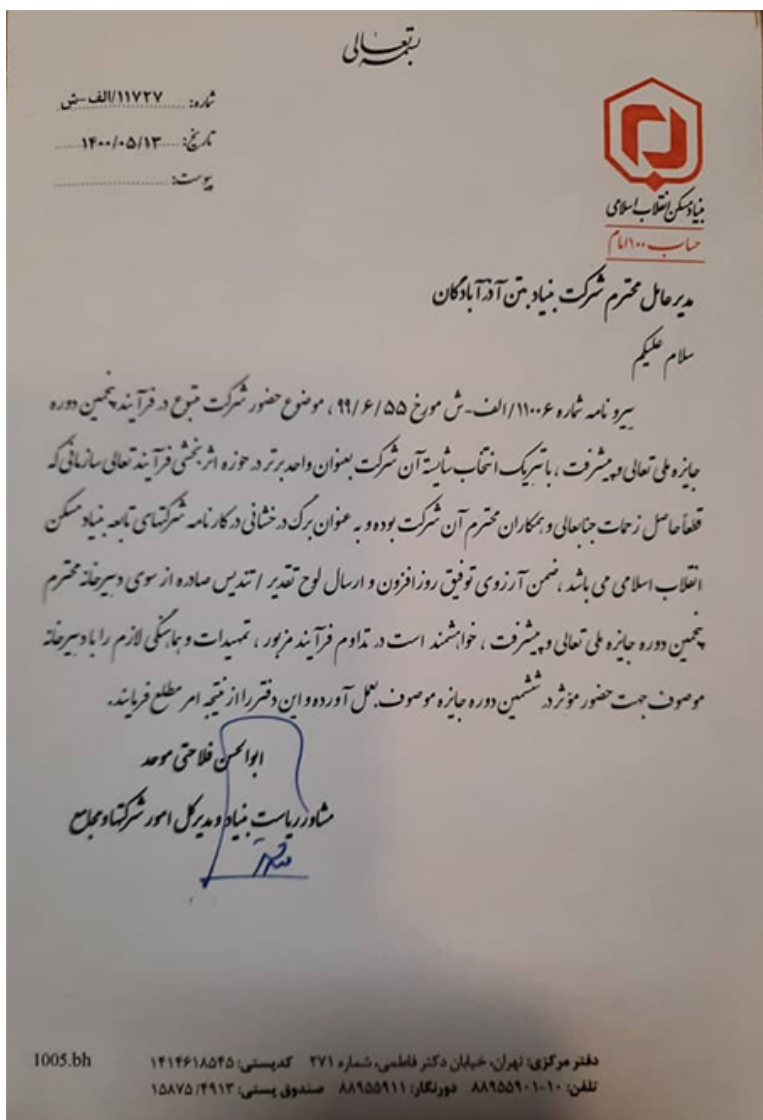 بسمه تعالی
شماره: ۱۱۷۲۷/الف-ش
تاریخ: ۱۴۰۰/۰۵/۱۳
پیوست:
بنیاد مسکن انقلاب اسلامی
حساب ۱۰۰ امام
مدیر عامل محترم شرکت بنیاد بتن آذرآبادگان
سلام علیکم
پیرو نامه شماره ۱۱۰۰۶/الف-ش مورخ ۹۹/۶/۵۵ ، موضوع حضور شرکت متبوع در فرآیند پنجمین دوره
جایزه ملی تعالی و پیشرفت ، با تبریک انتخاب شایسته آن شرکت بعنوان واحد برتر در حوزه اثربخشی فرآیند تعالی سازمانی که
قطعاً حاصل زحمات جنابعالی و همکاران محترم آن شرکت بوده و به عنوان برگ درخشانی در کارنامه شرکتهای تابعه بنیاد مسکن
انقلاب اسلامی می باشد ، ضمن آرزوی توفیق روزافزون و ارسال لوح تقدیر / تندیس صادره از سوی دبیرخانه محترم
پنجمین دوره جایزه ملی تعالی و پیشرفت ، خواهشمند است در تداوم فرآیند مزبور ، تمهیدات و هماهنگی لازم را با دبیرخانه
موصوف جهت حضور مؤثر در ششمین دوره جایزه موصوف بعمل آورده و این دفتر را از نتیجه امر مطلع فرمایند.
ابوالحسن فلاحتی موحد
مشاور ریاست بنیاد و مدیرکل امور شرکتها و مجامع
دفتر مرکزی: تهران، خیابان دکتر فاطمی، شماره ۲۷۱ کدپستی: ۱۴۱۴۶۱۸۵۴۵
تلفن: ۱۰-۸۸۹۵۵۹۰۱ دورنگار: ۸۸۹۵۵۹۱۱ صندوق پستی: ۱۵۸۷۵/۴۹۱۳
1005.bh